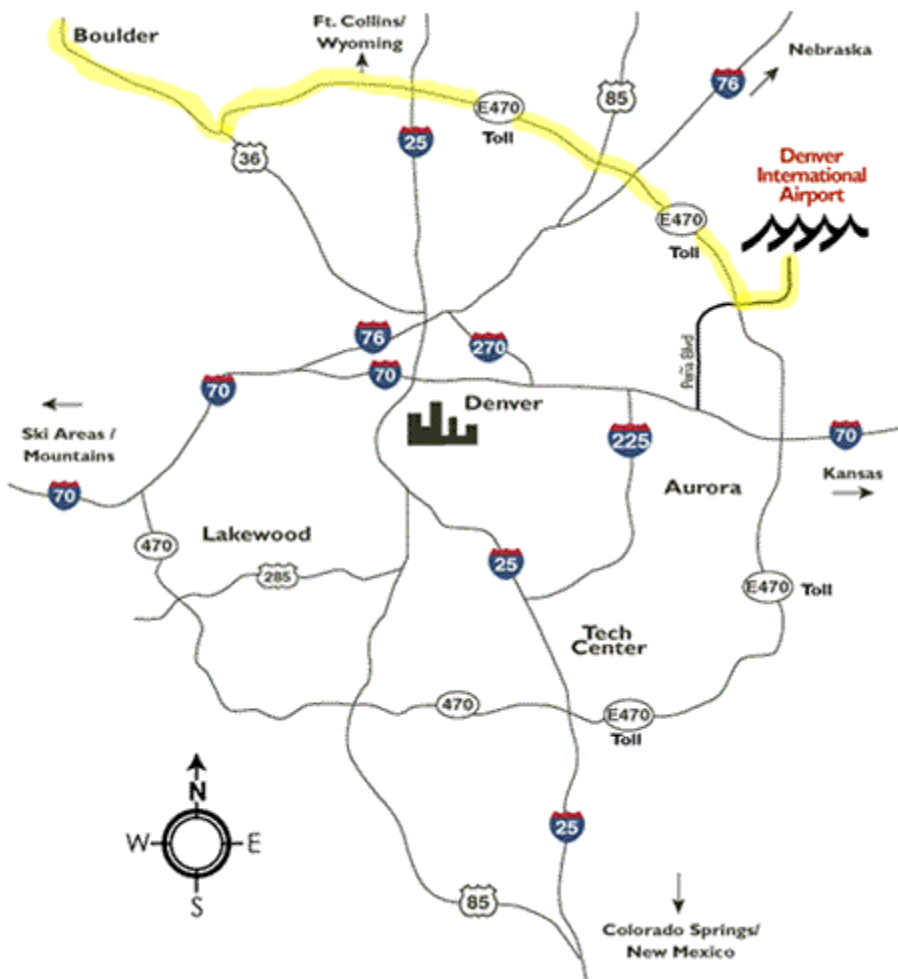 Boulder
Ft. Collins/
Wyoming
Nebraska
76
85
E470
Toll
25
36
Denver
International
Airport
E470
Toll
76
270
Peña Blvd
70
70
Denver
Ski Areas /
Mountains
225
70
Kansas
Aurora
70
Lakewood
470
285
25
E470
Toll
Tech
Center
470
E470
Toll
N
W
E
S
25
85
Colorado Springs/
New Mexico